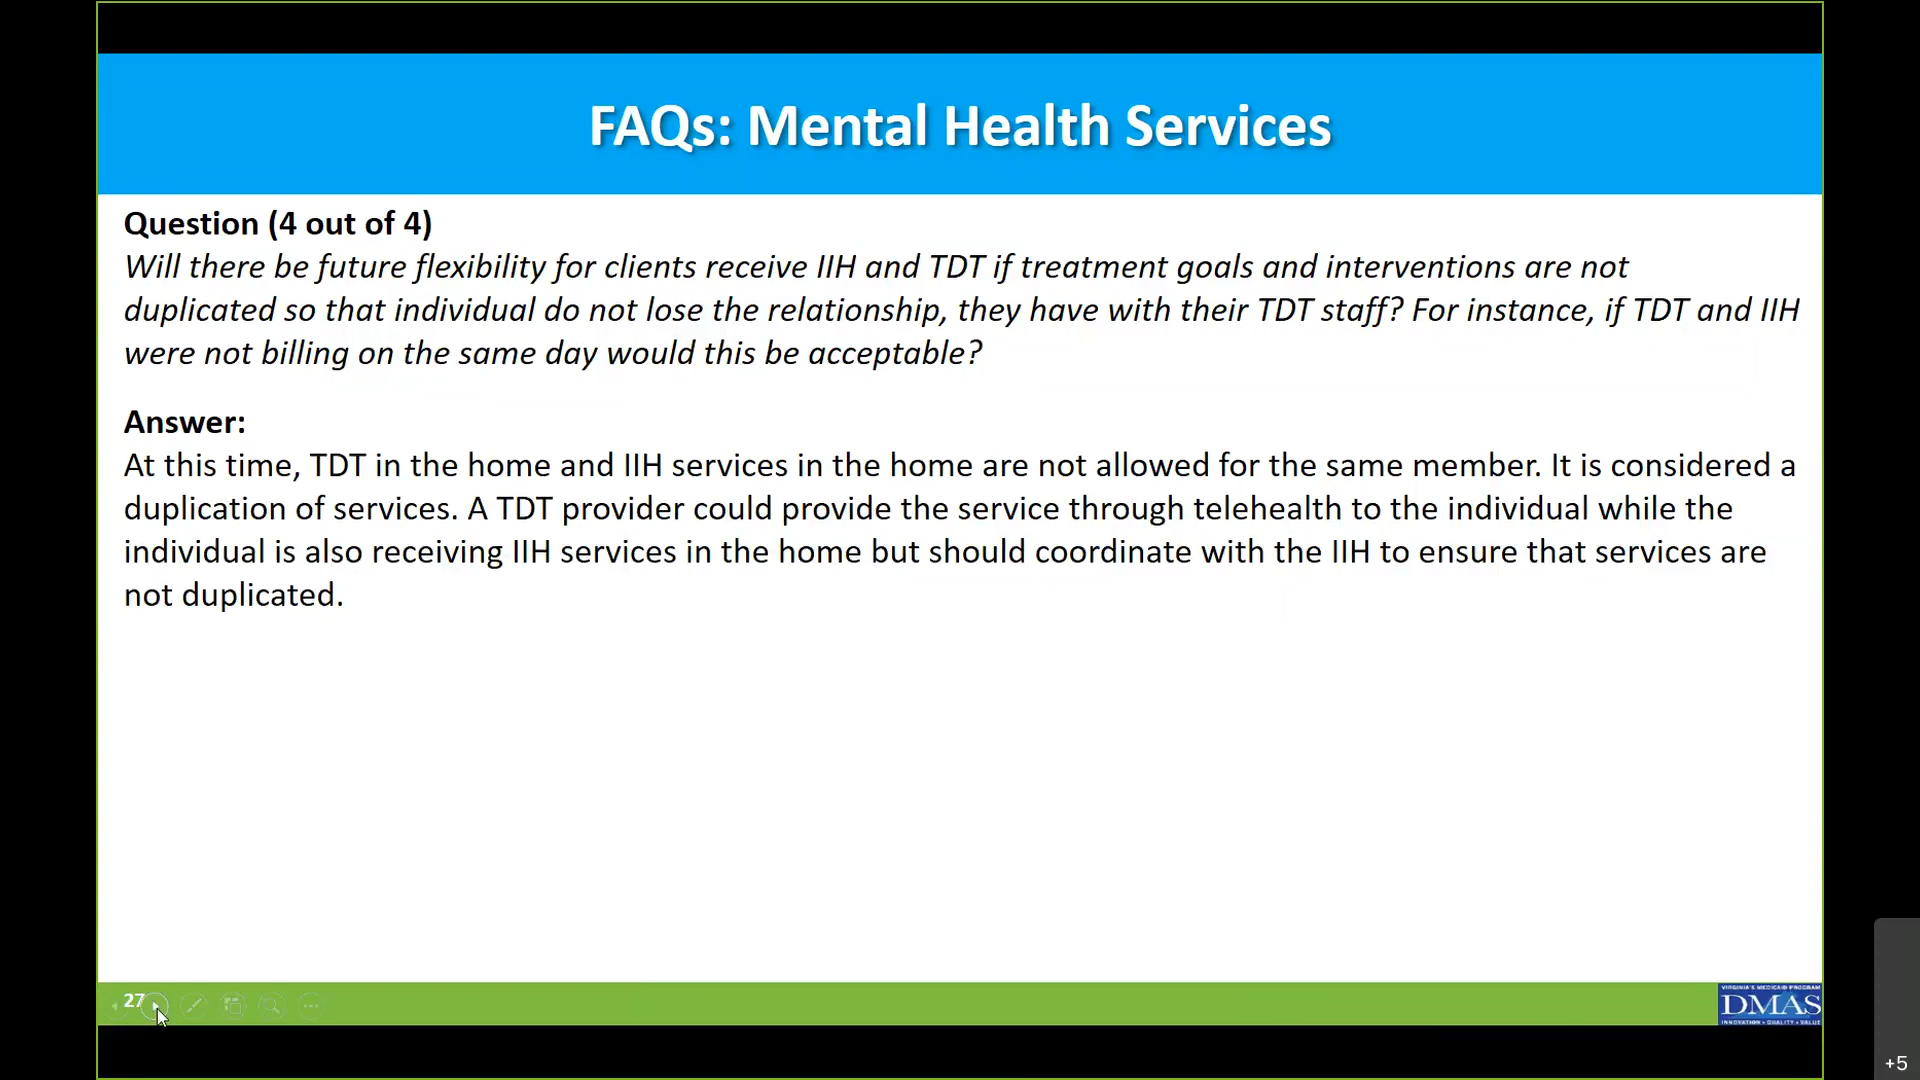 FAQs: Mental Health Services
Question (4 out of 4)
Will there be future flexibility for clients receive IIH and TDT if treatment goals and interventions are not
duplicated so that individual do not lose the relationship, they have with their TDT staff? For instance, if TDT and IIH
were not billing on the same day would this be acceptable?
Answer:
At this time, TDT in the home and IIH services in the home are not allowed for the same member. It is considered a
duplication of services. A TDT provider could provide the service through telehealth to the individual while the
individual is also receiving IIH services in the home but should coordinate with the IIH to ensure that services are
not duplicated.
27
VIRGINIA'S MEDICAID PROGRAM
DMAS
INNOVATION • QUALITY • VALUE
+5